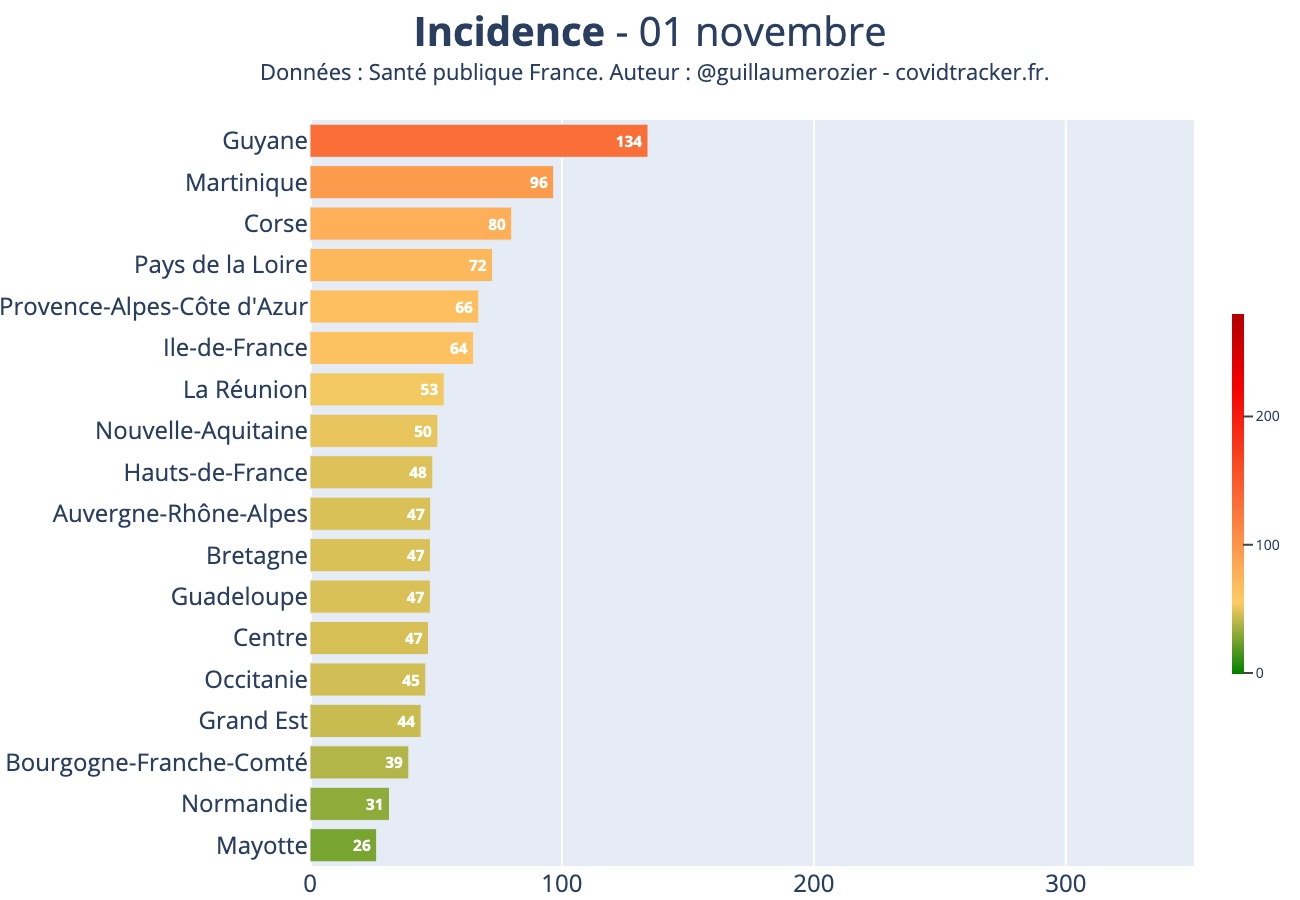 Incidence - 01 novembre
Données : Santé publique France. Auteur : @guillaumerozier - covidtracker.fr.
Guyane 134
Martinique 96
Corse 80
Pays de la Loire 72
Provence-Alpes-Côte d'Azur 66
Ile-de-France 64
La Réunion 53
Nouvelle-Aquitaine 50
Hauts-de-France 48
Auvergne-Rhône-Alpes 47
Bretagne 47
Guadeloupe 47
Centre 47
Occitanie 45
Grand Est 44
Bourgogne-Franche-Comté 39
Normandie 31
Mayotte 26
0 100 200 300
200
100
0